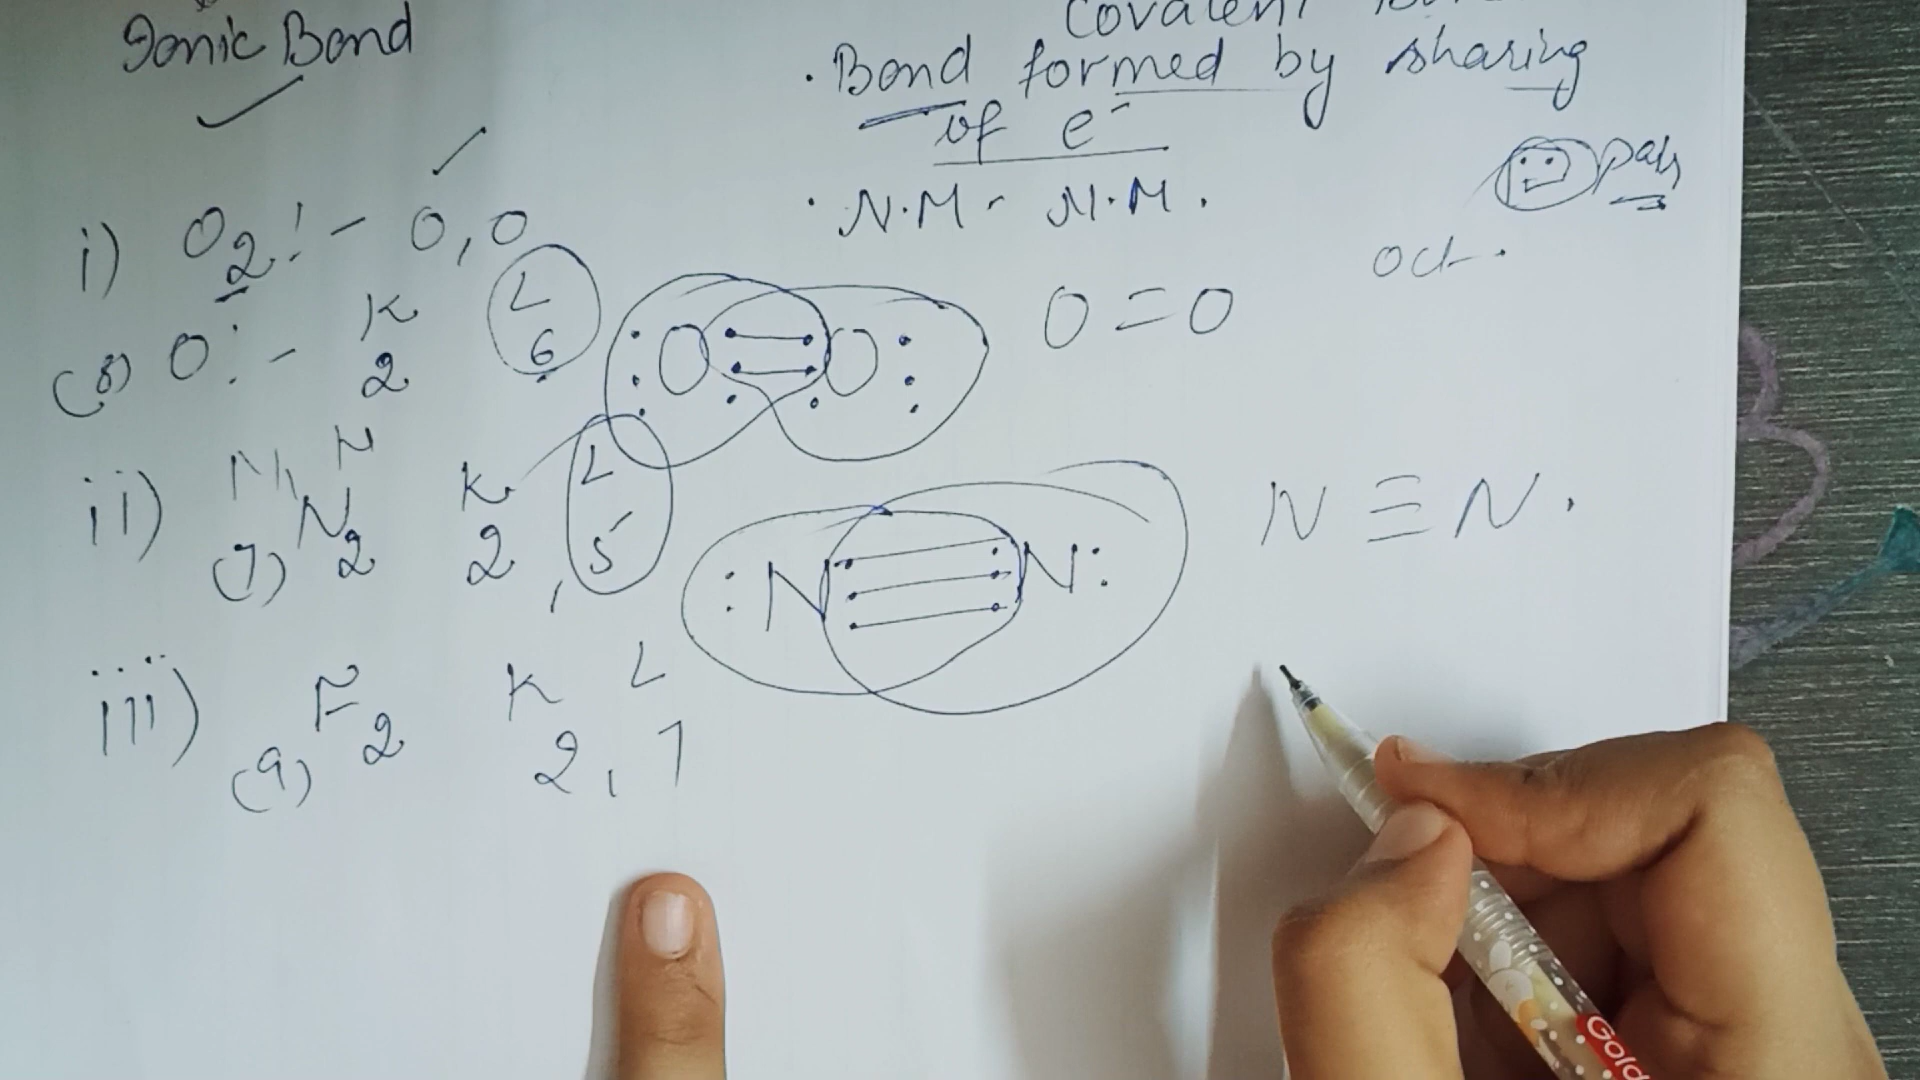 Ionic Bond
Covalent
. Bond formed by sharing
of e⁻
. N.M - N.M.
oct.
i) O₂ :- O, O
(8) O :- K L
2 6
:O = O:
O = O
ii) N, N
(7) N₂ K L
2, 5
:N ≡ N:
N ≡ N.
iii) F₂ K L
(9) 2, 7
Gold